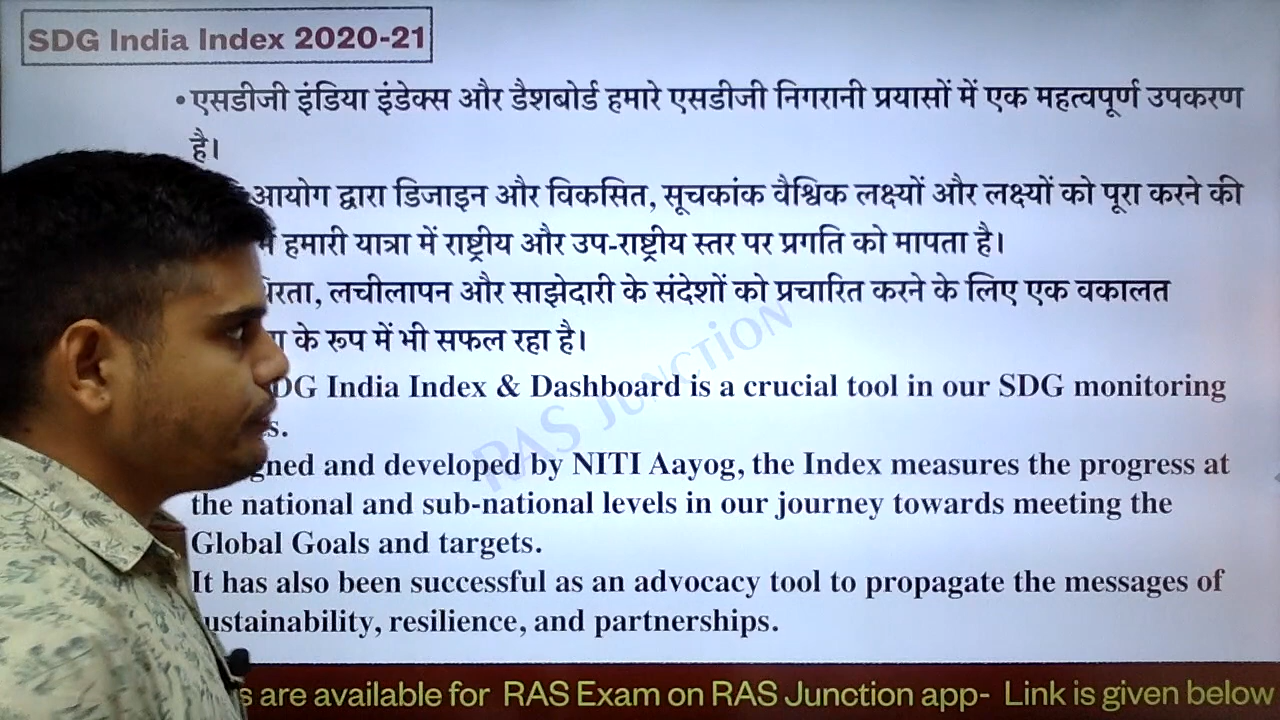 SDG India Index 2020-21
• एसडीजी इंडिया इंडेक्स और डैशबोर्ड हमारे एसडीजी निगरानी प्रयासों में एक महत्वपूर्ण उपकरण
है।
आयोग द्वारा डिजाइन और विकसित, सूचकांक वैश्विक लक्ष्यों और लक्ष्यों को पूरा करने की
हमारी यात्रा में राष्ट्रीय और उप-राष्ट्रीय स्तर पर प्रगति को मापता है।
लचीलापन और साझेदारी के संदेशों को प्रचारित करने के लिए एक वकालत
के रूप में भी सफल रहा है।
RAS JUNCTION
India Index & Dashboard is a crucial tool in our SDG monitoring
and developed by NITI Aayog, the Index measures the progress at
the national and sub-national levels in our journey towards meeting the
Global Goals and targets.
It has also been successful as an advocacy tool to propagate the messages of
sustainability, resilience, and partnerships.
are available for RAS Exam on RAS Junction app- Link is given below